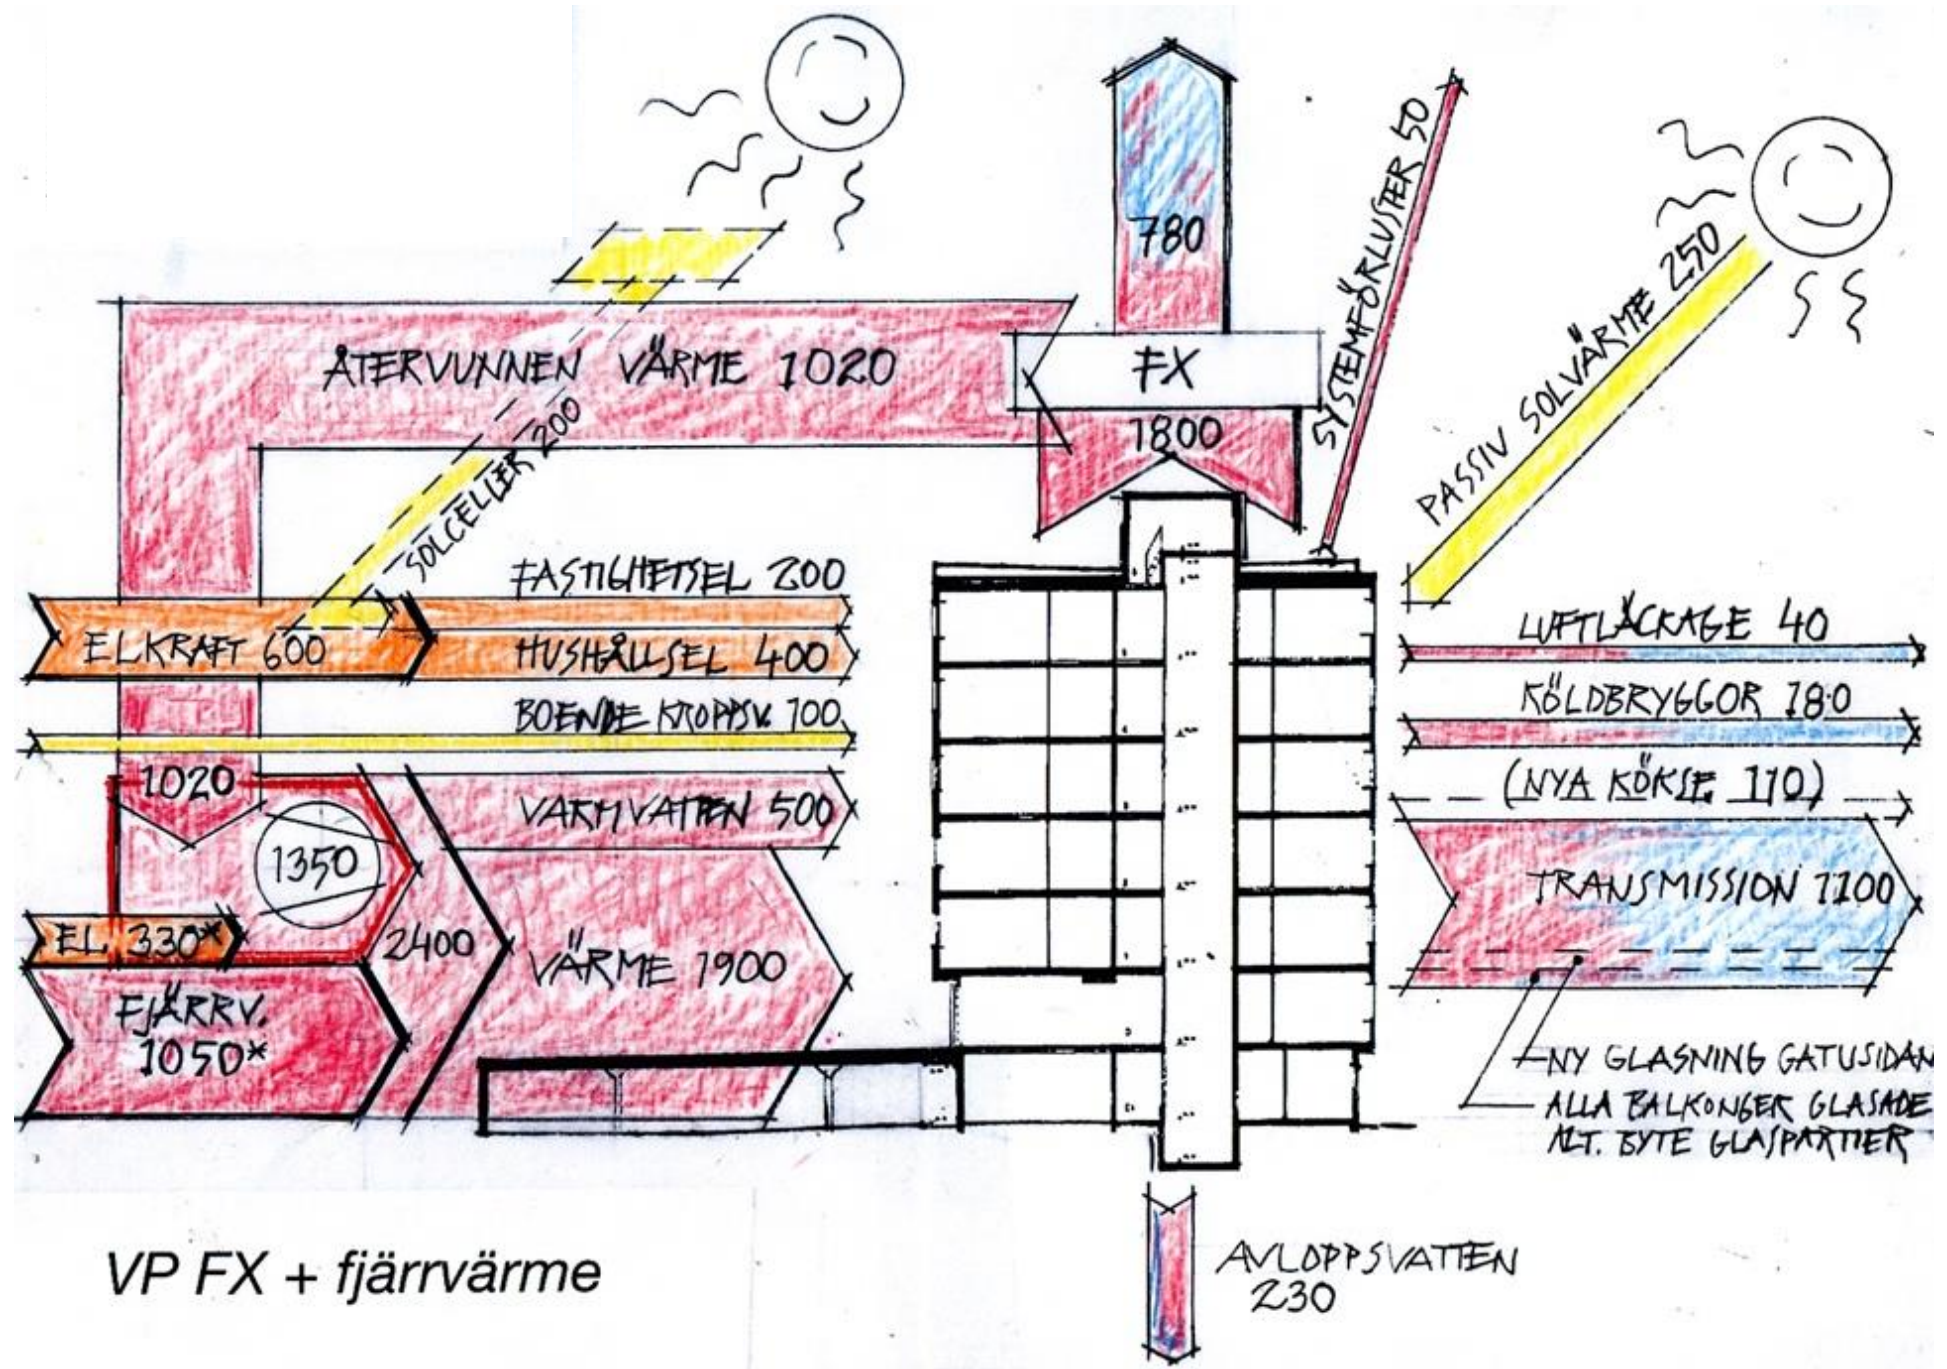 780
SYSTEMFÖRLUSTER 50
PASSIV SOLVÄRME 250
ÅTERVUNNEN VÄRME 1020
FX
1800
SOLCELLER 200
FASTIGHETSEL 200
ELKRAFT 600
HUSHÅLLSEL 400
LUFTLÄCKAGE 40
BOENDE KROPPSV. 100
KÖLDBRYGGOR 180
1020
VARMVATTEN 500
(NYA KÖKSF. 110)
1350
TRANSMISSION 1100
EL 330*
2400
VÄRME 1900
FJÄRRV.
1050*
NY GLASNING GATUSIDAN
ALLA BALKONGER GLASADE
ALT. BYTE GLASPARTIER
AVLOPPSVATTEN
230
VP FX + fjärrvärme